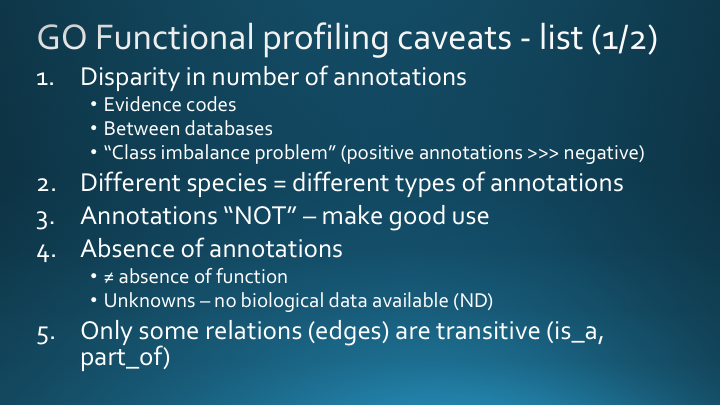 GO Functional profiling caveats - list (1/2)
1. Disparity in number of annotations
• Evidence codes
• Between databases
• “Class imbalance problem” (positive annotations >>> negative)
2. Different species = different types of annotations
3. Annotations “NOT” – make good use
4. Absence of annotations
• ≠ absence of function
• Unknowns – no biological data available (ND)
5. Only some relations (edges) are transitive (is_a,
part_of)